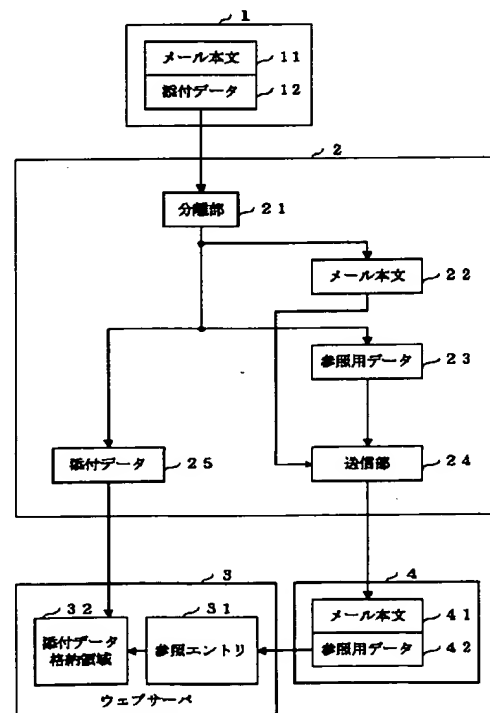 1
メール本文 11
添付データ 12
2
分離部 21
メール本文 22
参照用データ 23
添付データ 25
送信部 24
3
4
32
31
添付データ
格納領域
参照エントリ
メール本文 41
参照用データ 42
ウェブサーバ